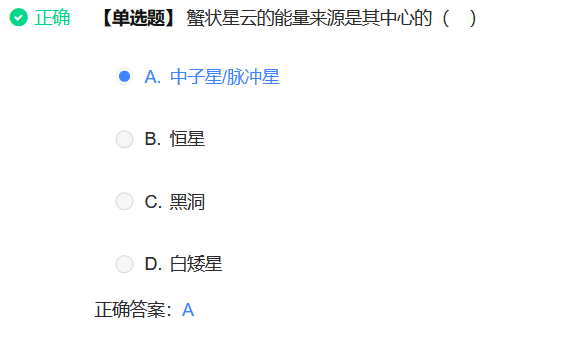 正确 【单选题】 蟹状星云的能量来源是其中心的（ ）
A. 中子星/脉冲星
B. 恒星
C. 黑洞
D. 白矮星
正确答案：A